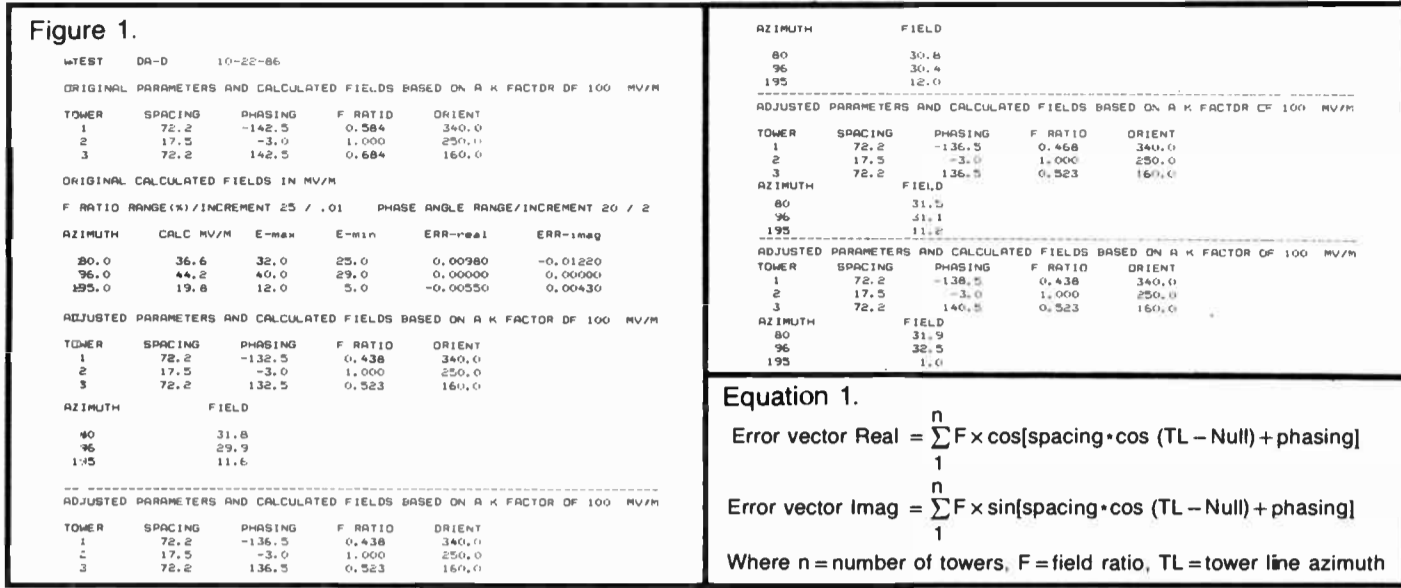 Figure 1.
WTEST DA-D 10-22-86
ORIGINAL PARAMETERS AND CALCULATED FIELDS BASED ON A K FACTOR OF 100 MV/M
TOWER SPACING PHASING F RATIO ORIENT
1 72.2 -142.5 0.584 340.0
2 17.5 -3.0 1.000 250.0
3 72.2 142.5 0.684 160.0
ORIGINAL CALCULATED FIELDS IN MV/M
F RATIO RANGE(%)/INCREMENT 25 / .01 PHASE ANGLE RANGE/INCREMENT 20 / 2
AZIMUTH CALC MV/M E-max E-min ERR-real ERR-imag
80.0 36.6 32.0 25.0 0.00980 -0.01220
96.0 44.2 40.0 29.0 0.00000 0.00000
195.0 19.8 12.0 5.0 -0.00550 0.00430
ADJUSTED PARAMETERS AND CALCULATED FIELDS BASED ON A K FACTOR OF 100 MV/M
TOWER SPACING PHASING F RATIO ORIENT
1 72.2 -132.5 0.438 340.0
2 17.5 -3.0 1.000 250.0
3 72.2 132.5 0.523 160.0
AZIMUTH FIELD
80 31.8
96 29.9
195 11.6
ADJUSTED PARAMETERS AND CALCULATED FIELDS BASED ON A K FACTOR OF 100 MV/M
TOWER SPACING PHASING F RATIO ORIENT
1 72.2 -136.5 0.438 340.0
2 17.5 -3.0 1.000 250.0
3 72.2 136.5 0.523 160.0
AZIMUTH FIELD
80 30.8
96 30.4
195 12.0
ADJUSTED PARAMETERS AND CALCULATED FIELDS BASED ON A K FACTOR OF 100 MV/M
TOWER SPACING PHASING F RATIO ORIENT
1 72.2 -136.5 0.468 340.0
2 17.5 -3.0 1.000 250.0
3 72.2 136.5 0.523 160.0
AZIMUTH FIELD
80 31.5
96 31.1
195 11.2
ADJUSTED PARAMETERS AND CALCULATED FIELDS BASED ON A K FACTOR OF 100 MV/M
TOWER SPACING PHASING F RATIO ORIENT
1 72.2 -138.5 0.438 340.0
2 17.5 -3.0 1.000 250.0
3 72.2 140.5 0.523 160.0
AZIMUTH FIELD
80 31.9
96 32.5
195 1.0
Equation 1.
n
Error vector Real = ∑F×cos[spacing•cos (TL – Null) + phasing]
1
n
Error vector Imag = ∑F×sin[spacing•cos (TL – Null) + phasing]
1
Where n = number of towers, F = field ratio, TL = tower line azimuth